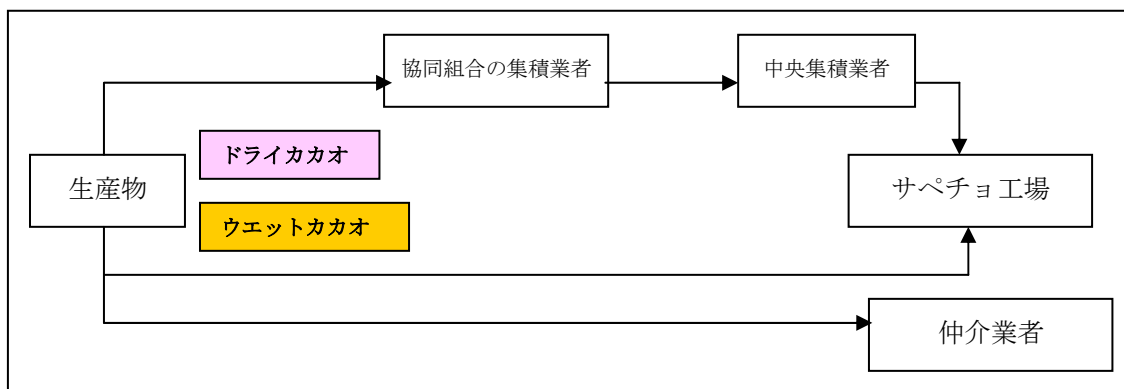 協同組合の集積業者
中央集積業者
ドライカカオ
生産物
サペチョ工場
ウエットカカオ
仲介業者